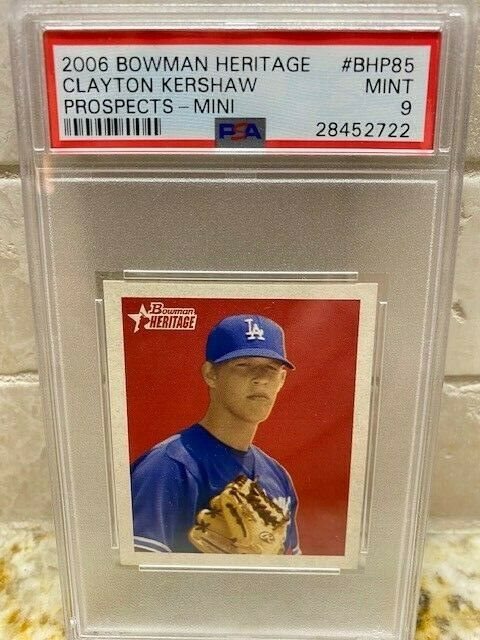 2006 BOWMAN HERITAGE #BHP85
CLAYTON KERSHAW MINT
PROSPECTS - MINI 9
PSA 28452722
Bowman
HERITAGE
LA